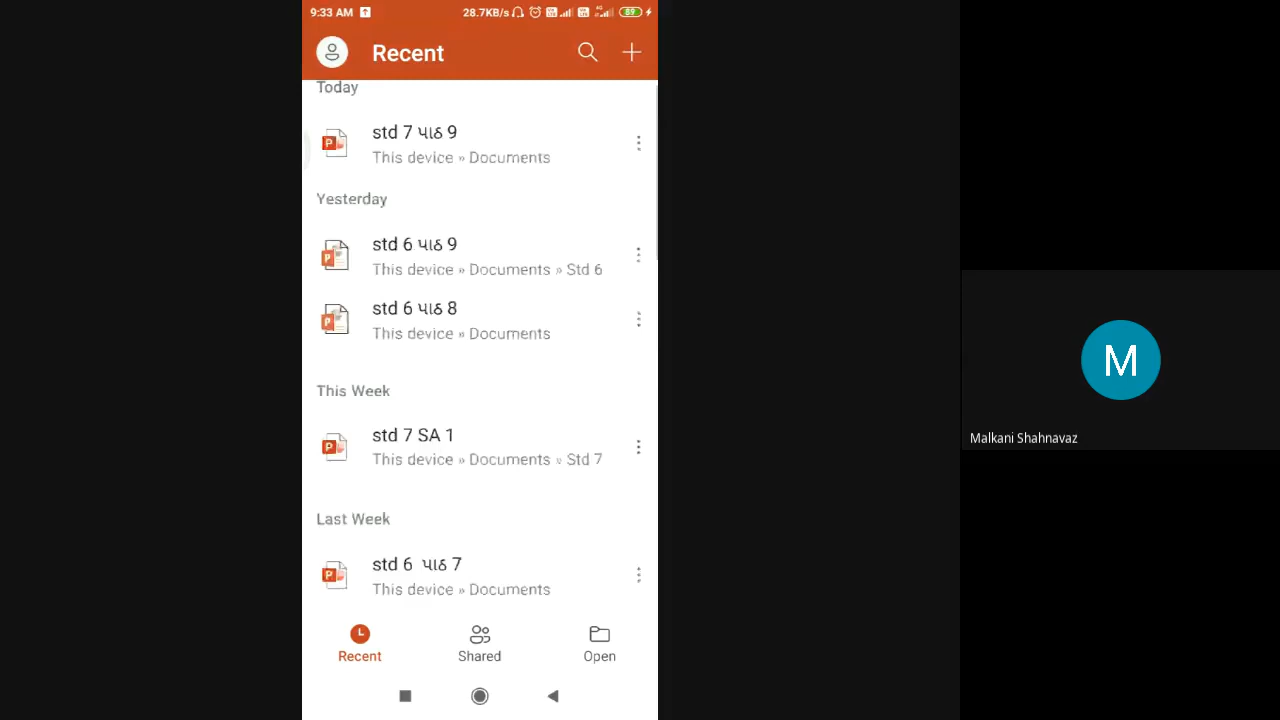 9:33 AM
28.7KB/s
89
Recent
Today
std 7 પાઠ 9
This device » Documents
Yesterday
std 6 પાઠ 9
This device » Documents » Std 6
std 6 પાઠ 8
This device » Documents
This Week
std 7 SA 1
This device » Documents » Std 7
Last Week
std 6 પાઠ 7
This device » Documents
Recent
Shared
Open
M
Malkani Shahnavaz